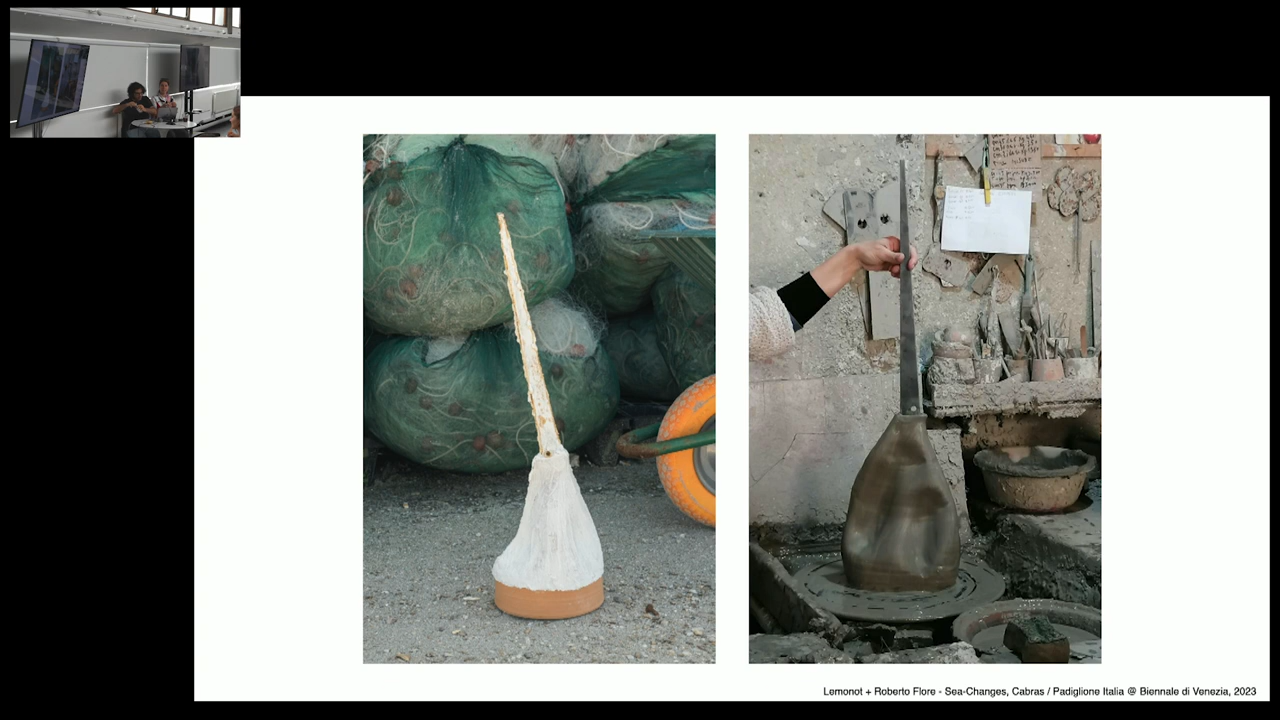 Lemonot + Roberto Flore - Sea-Changes, Cabras / Padiglione Italia @ Biennale di Venezia, 2023